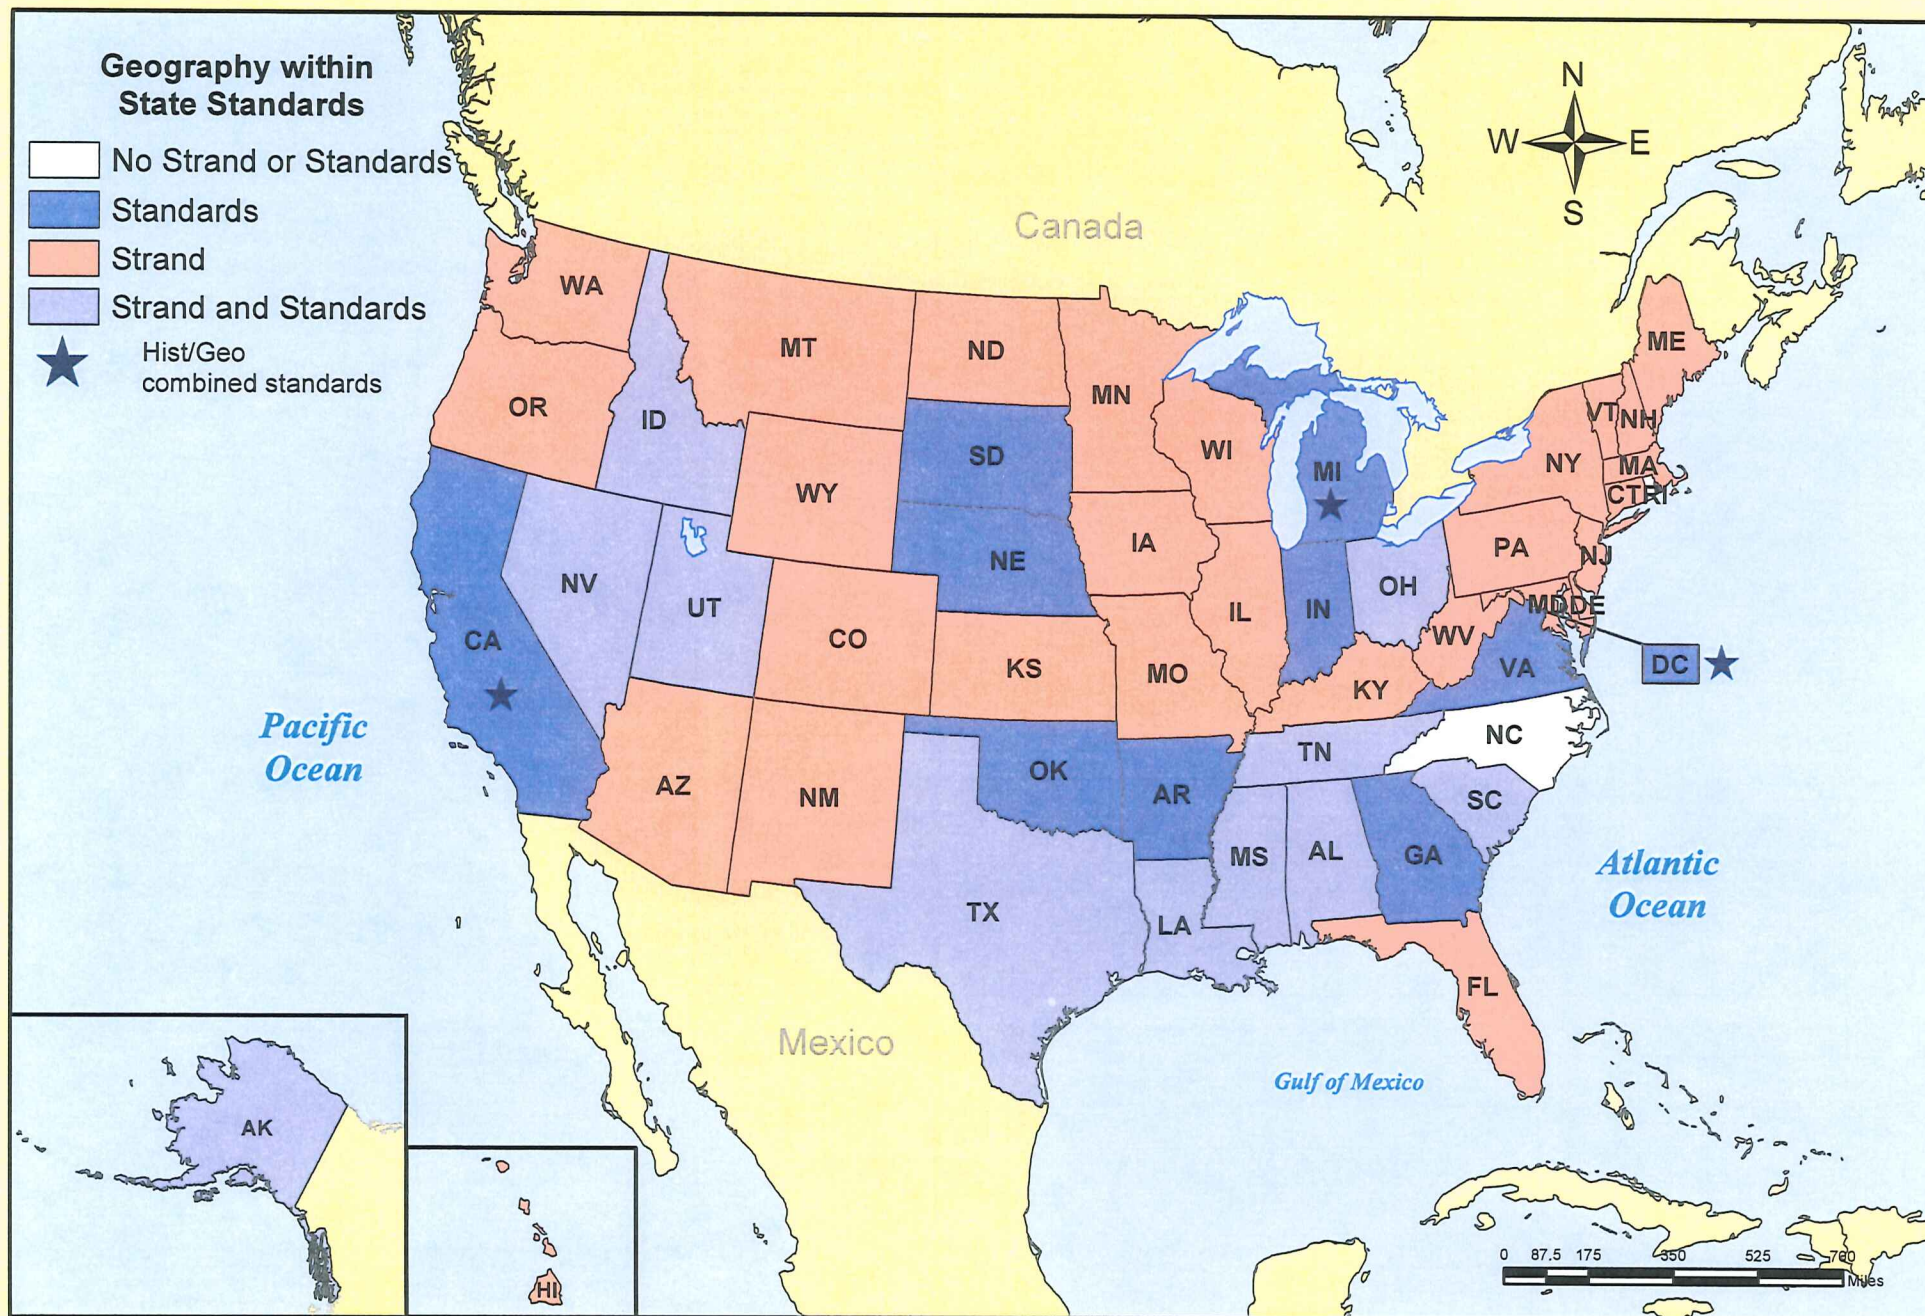 Geography within
State Standards
No Strand or Standards
Standards
Strand
Strand and Standards
Hist/Geo
combined standards
N
W
E
S
Canada
WA
MT
ND
MN
ME
OR
ID
SD
WI
MI
VT
NH
NY
MA
CT
RI
WY
IA
NE
PA
NJ
NV
UT
CO
IL
IN
OH
MD
DE
WV
CA
KS
MO
KY
VA
DC
Pacific
Ocean
AZ
NM
OK
AR
TN
NC
SC
MS
AL
GA
Atlantic
Ocean
TX
LA
FL
Mexico
Gulf of Mexico
AK
HI
0 87.5 175 350 525 700
Miles